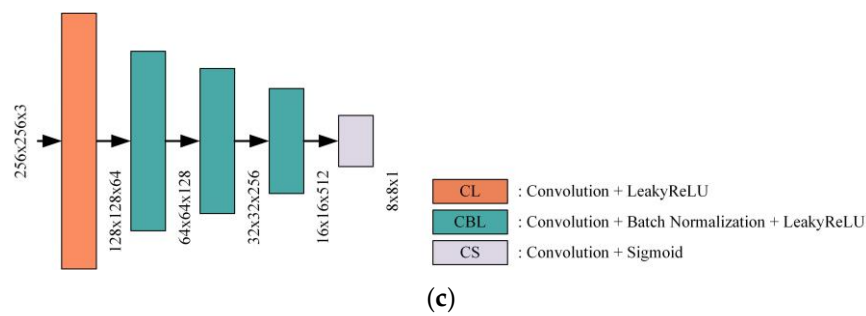 256x256x3
128x128x64
64x64x128
32x32x256
16x16x512
8x8x1
CL : Convolution + LeakyReLU
CBL : Convolution + Batch Normalization + LeakyReLU
CS : Convolution + Sigmoid
(c)